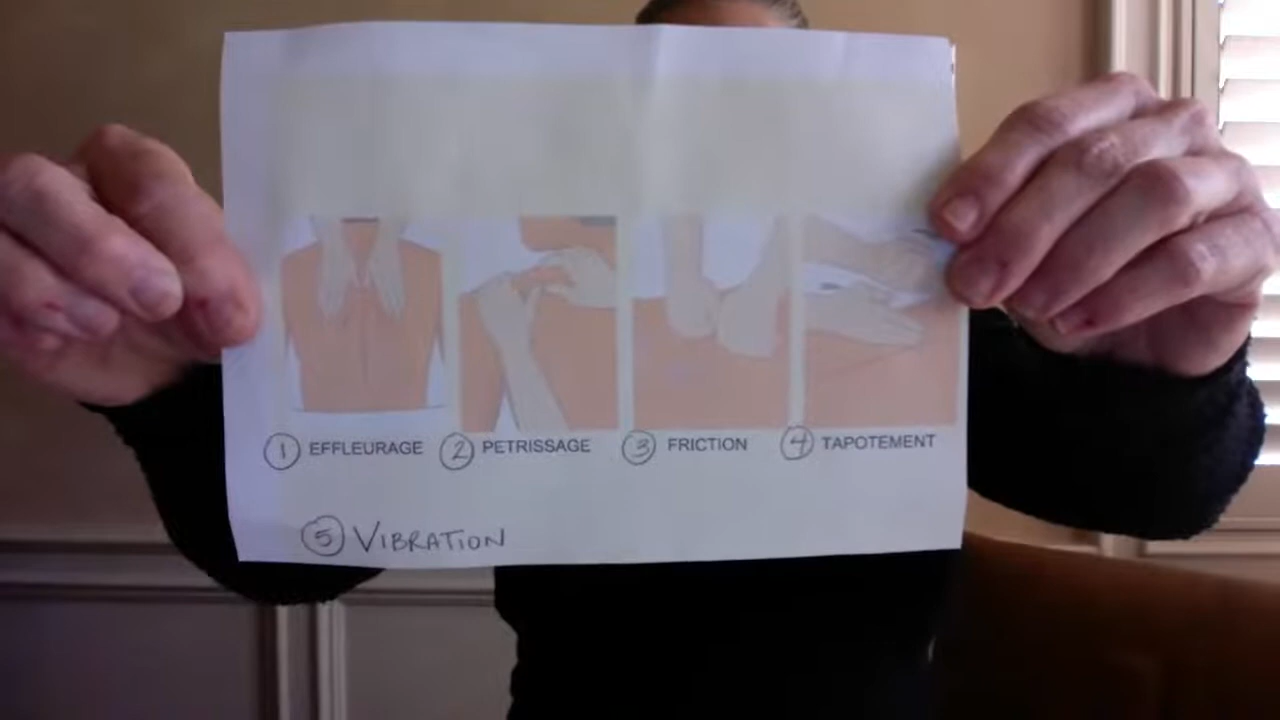 ① EFFLEURAGE ② PETRISSAGE ③ FRICTION ④ TAPOTEMENT
⑤ VIBRATION